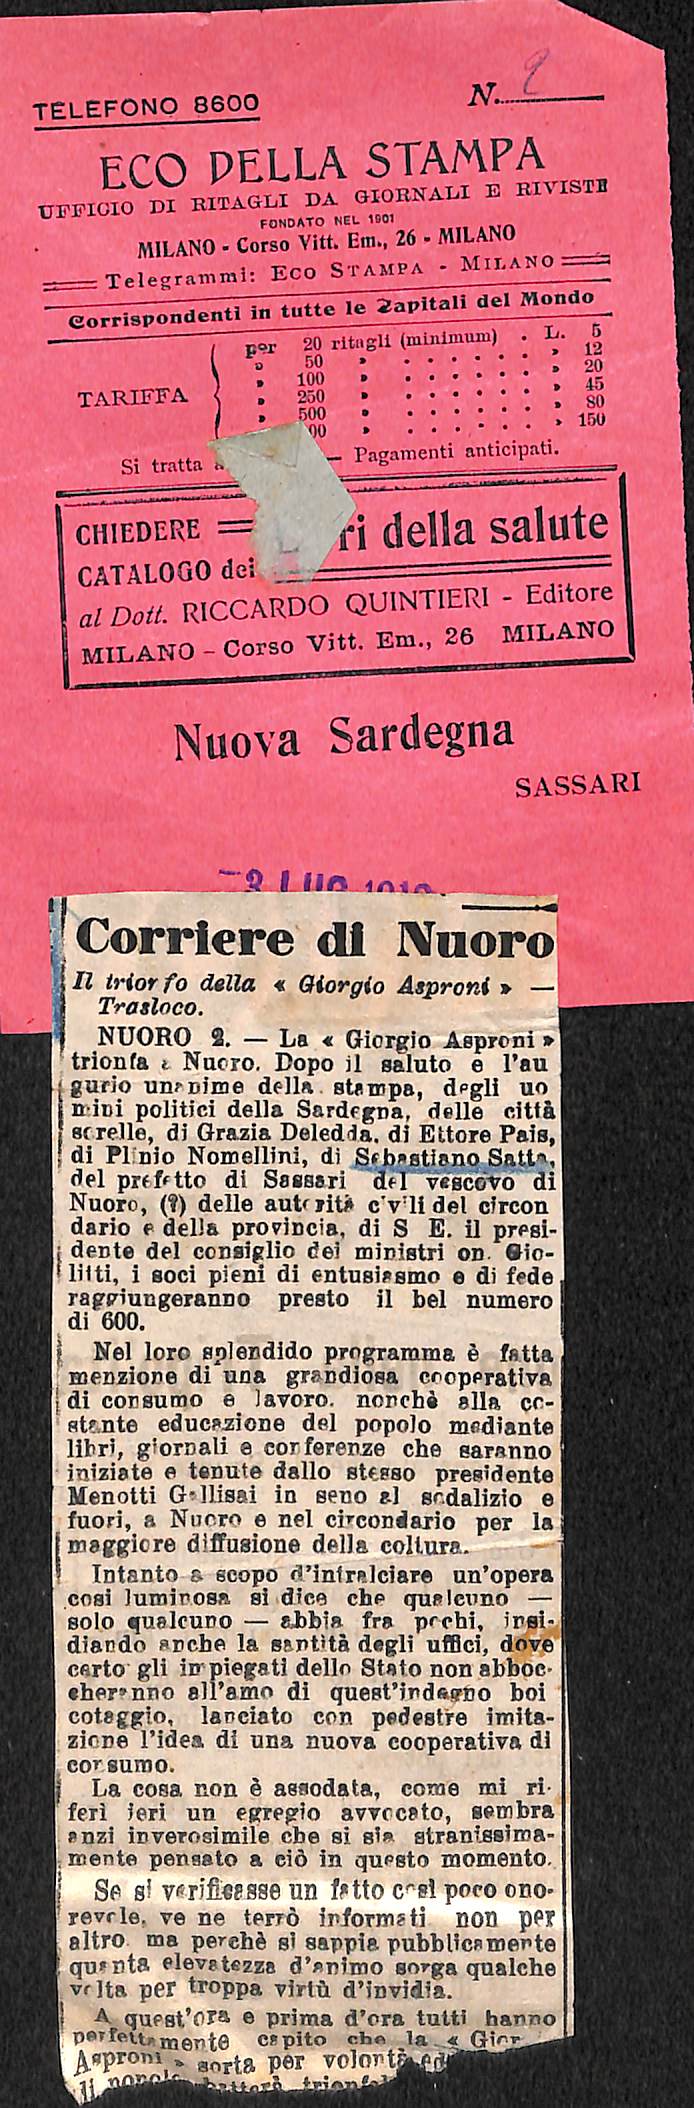 TELEFONO 8600
N. 2
ECO DELLA STAMPA
UFFICIO DI RITAGLI DA GIORNALI E RIVISTE
FONDATO NEL 1901
MILANO - Corso Vitt. Em., 26 - MILANO
Telegrammi: ECO STAMPA - MILANO
Corrispondenti in tutte le Capitali del Mondo
TARIFFA
per 20 ritagli (minimum) . L. 5
» 50 » . . . . . . » 12
» 100 » . . . . . . » 20
» 250 » . . . . . . » 45
» 500 » . . . . . . » 80
00 » . . . . . . » 150
Si tratta — Pagamenti anticipati.
CHIEDERE
CATALOGO dei ri della salute
al Dott. RICCARDO QUINTIERI - Editore
MILANO - Corso Vitt. Em., 26 MILANO
Nuova Sardegna
SASSARI
-3 LUG
Corriere di Nuoro
Il trionfo della « Giorgio Asproni » —
Trasloco.
NUORO 2. — La « Giorgio Asproni »
trionfa a Nuoro. Dopo il saluto e l'au
gurio unanime della stampa, degli uo
mini politici della Sardegna, delle città
sorelle, di Grazia Deledda, di Ettore Pais,
di Plinio Nomellini, di Sebastiano Satta,
del prefetto di Sassari del vescovo di
Nuoro, (?) delle autorità civili del circon
dario e della provincia, di S E. il presi-
dente del consiglio dei ministri on. Gio-
litti, i soci pieni di entusiasmo e di fede
raggiungeranno presto il bel numero
di 600.
Nel loro splendido programma è fatta
menzione di una grandiosa cooperativa
di consumo e lavoro. nonchè alla co-
stante educazione del popolo mediante
libri, giornali e conferenze che saranno
iniziate e tenute dallo stesso presidente
Menotti Gallisai in seno al sodalizio e
fuori, a Nuoro e nel circondario per la
maggiore diffusione della coltura.
Intanto a scopo d'intralciare un'opera
cosi luminosa si dice che qualcuno —
solo qualcuno — abbia fra pochi, insi-
diando anche la santità degli uffici, dove
certo gli impiegati dello Stato non abboc-
cheranno all'amo di quest'indegno boi
cotaggio, lanciato con pedestre imita-
zione l'idea di una nuova cooperativa di
consumo.
La cosa non è assodata, come mi ri-
ferì ieri un egregio avvocato, sembra
anzi inverosimile che si sia stranissima-
mente pensato a ciò in questo momento.
Se si verificasse un fatto così poco ono-
revole, ve ne terrò informati non per
altro ma perchè si sappia pubblicamente
quanta elevatezza d'animo sorga qualche
volta per troppa virtù d'invidia.
A quest'ora e prima d'ora tutti hanno
perfettamente capito che la « Gior
Asproni » sorta per volontà